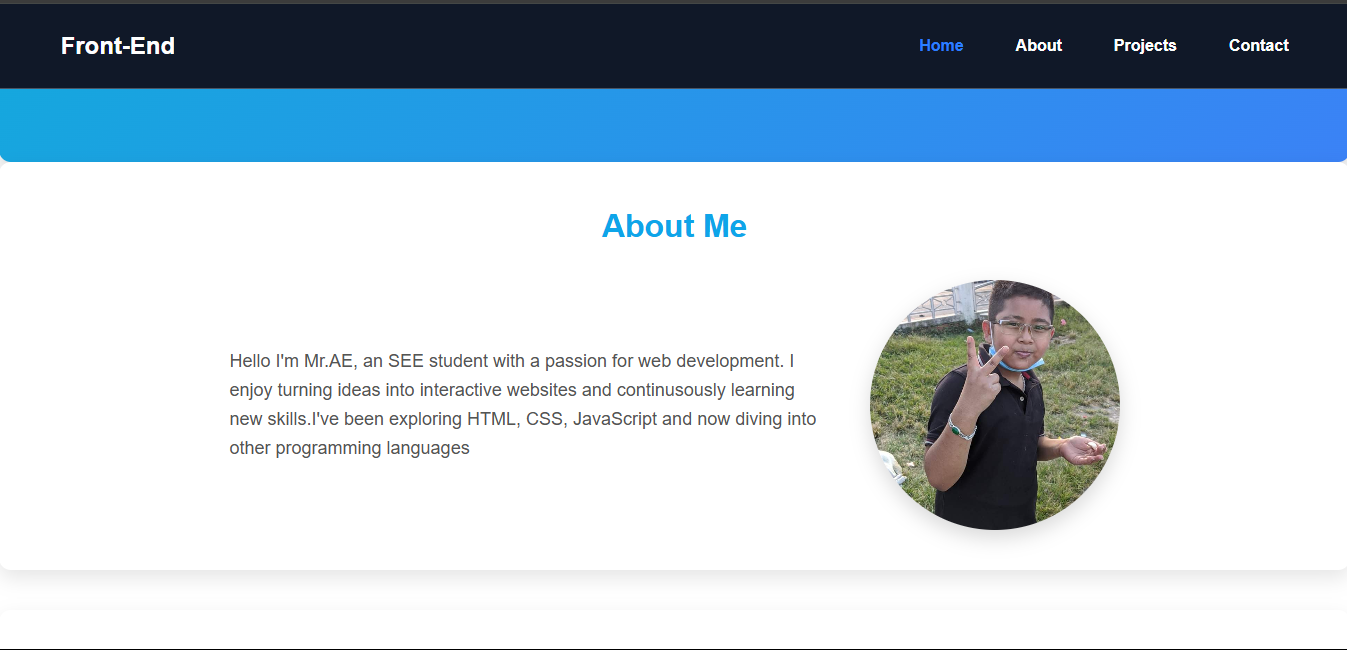 Front-End
Home About Projects Contact
About Me
Hello I'm Mr.AE, an SEE student with a passion for web development. I
enjoy turning ideas into interactive websites and continusously learning
new skills.I've been exploring HTML, CSS, JavaScript and now diving into
other programming languages